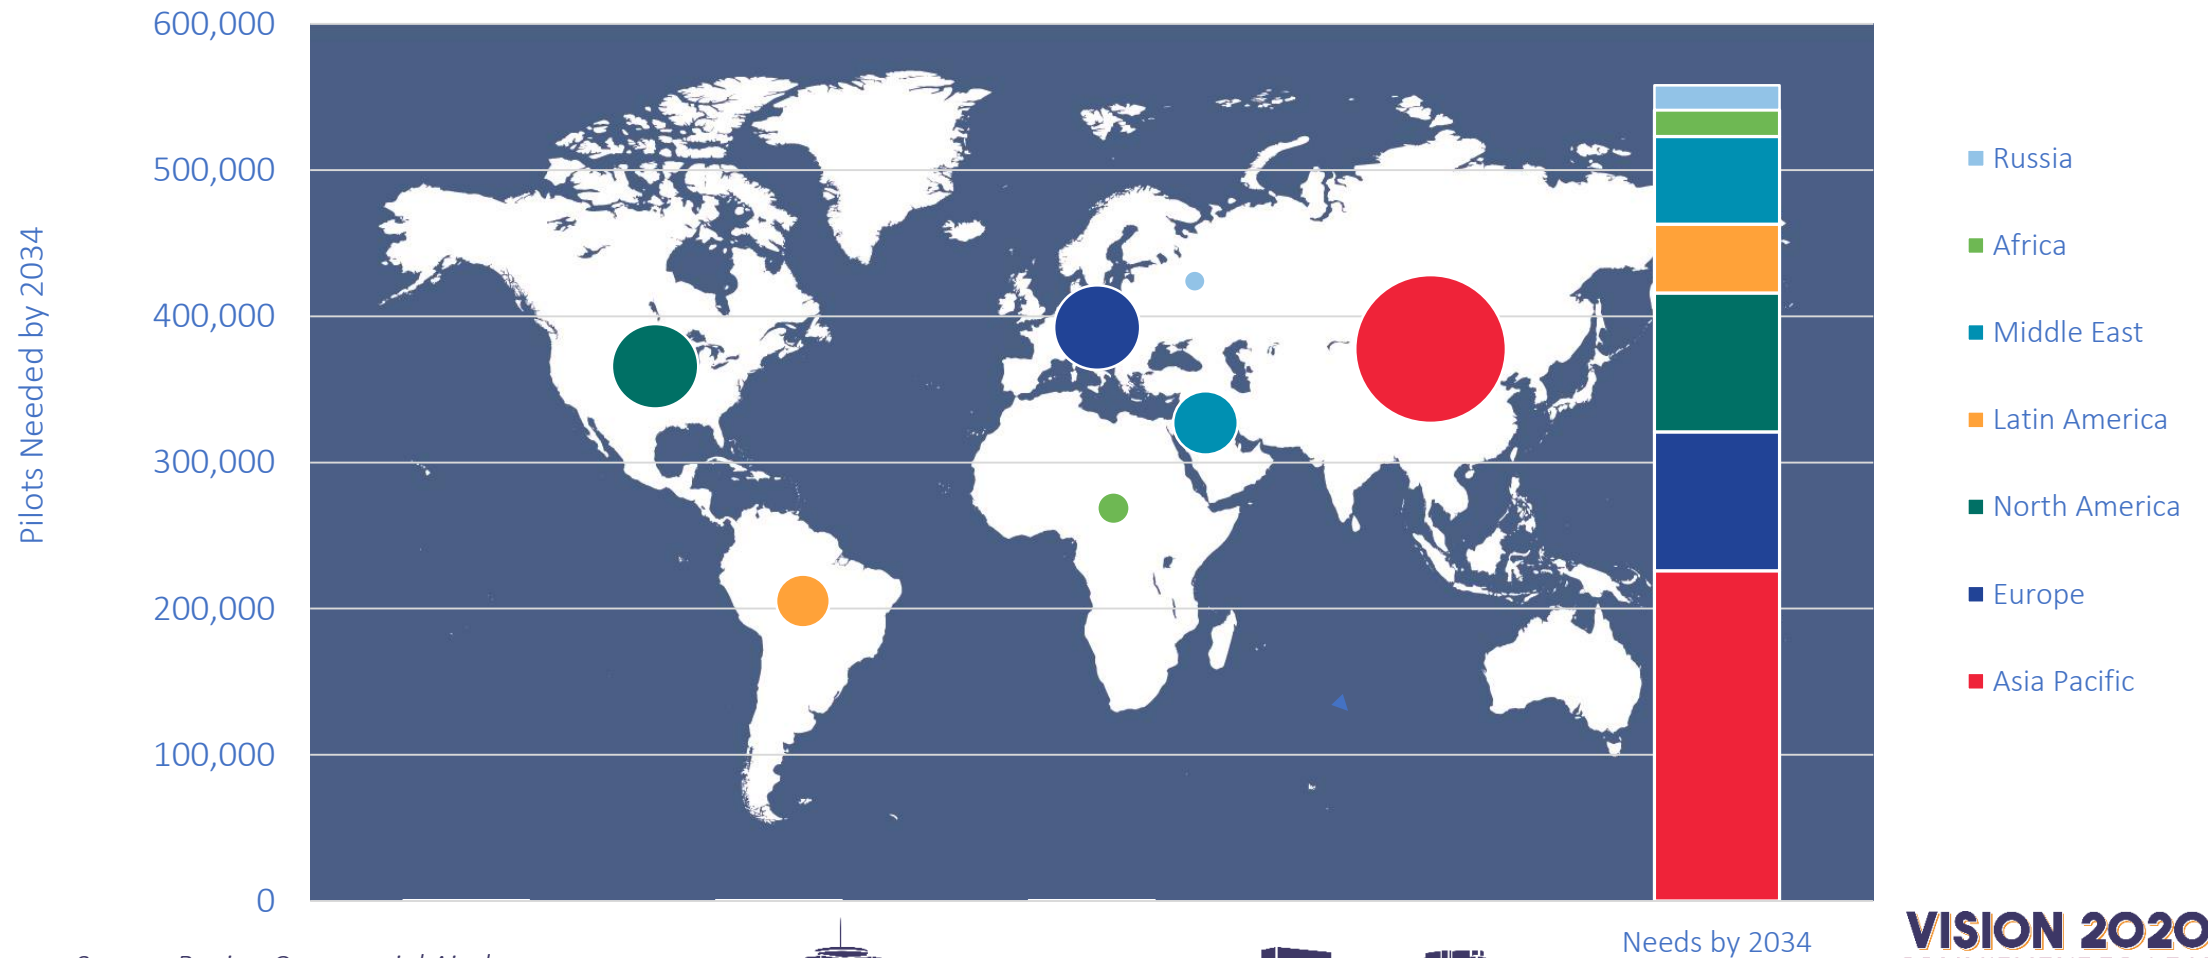 600,000
500,000
400,000
300,000
200,000
100,000
0
Pilots Needed by 2034
Russia
Africa
Middle East
Latin America
North America
Europe
Asia Pacific
Needs by 2034
VISION 2020